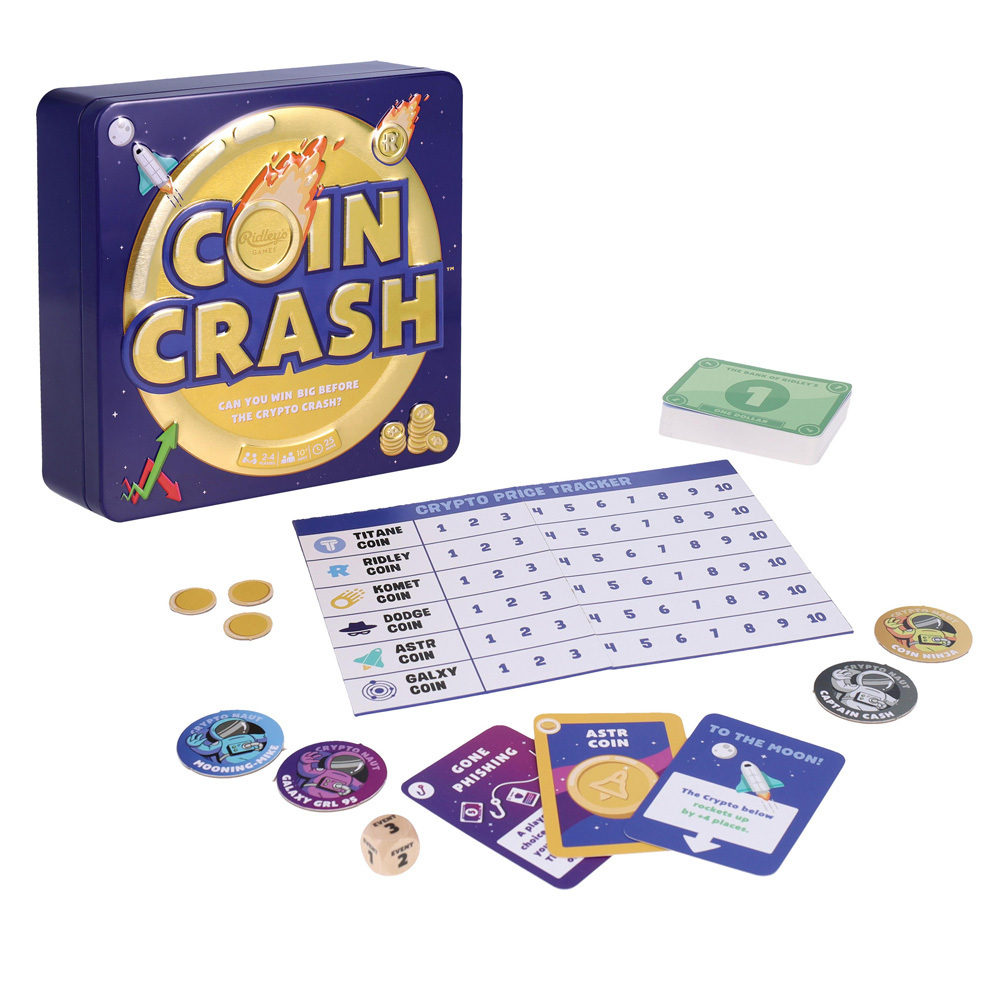 R
COIN
Ridley's
GAMES
CRASH™
CAN YOU WIN BIG BEFORE
THE CRYPTO CRASH?
2-4
PLAYERS
10+
25
THE BANK OF RIDLEY'S
1
ONE DOLLAR
CRYPTO PRICE TRACKER
TITANE
COIN
1 2 3 4 5 6 7 8 9 10
RIDLEY
COIN
1 2 3 4 5 6 7 8 9 10
KOMET
COIN
1 2 3 4 5 6 7 8 9 10
DODGE
COIN
1 2 3 4 5 6 7 8 9 10
ASTR
COIN
1 2 3 4 5 6 7 8 9 10
GALXY
COIN
1 2 3 4 5 6 7 8 9 10
CRYPTO NAUT
COIN NINJA
CRYPTO NAUT
CAPTAIN CASH
CRYPTO NAUT
MOONING-MIKE
CRYPTO NAUT
GALAXY GRL 95
EVENT
3
EVENT
1
EVENT
2
GONE
PHISHING
A play
choice
you
ASTR
COIN
TO THE MOON!
The Crypto below
rockets up
by +4 places.